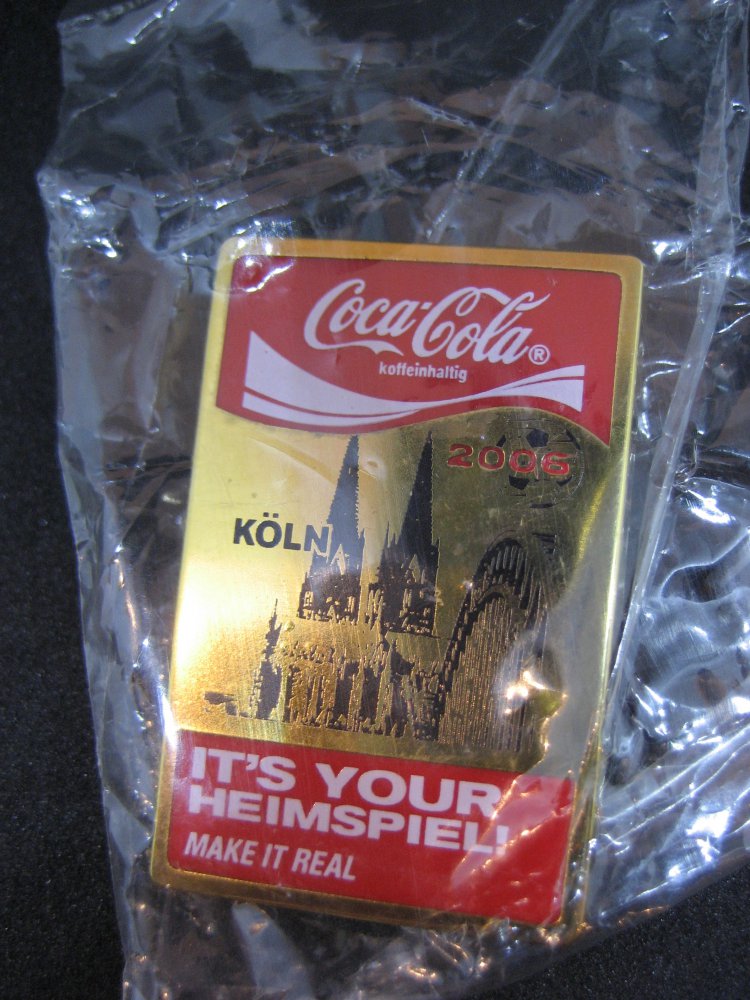 Coca-Cola®
koffeinhaltig
2006
KÖLN
IT'S YOUR
HEIMSPIEL!
MAKE IT REAL